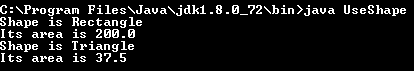 C:\Program Files\Java\jdk1.8.0_72\bin>java UseShape
Shape is Rectangle
Its area is 200.0
Shape is Triangle
Its area is 37.5